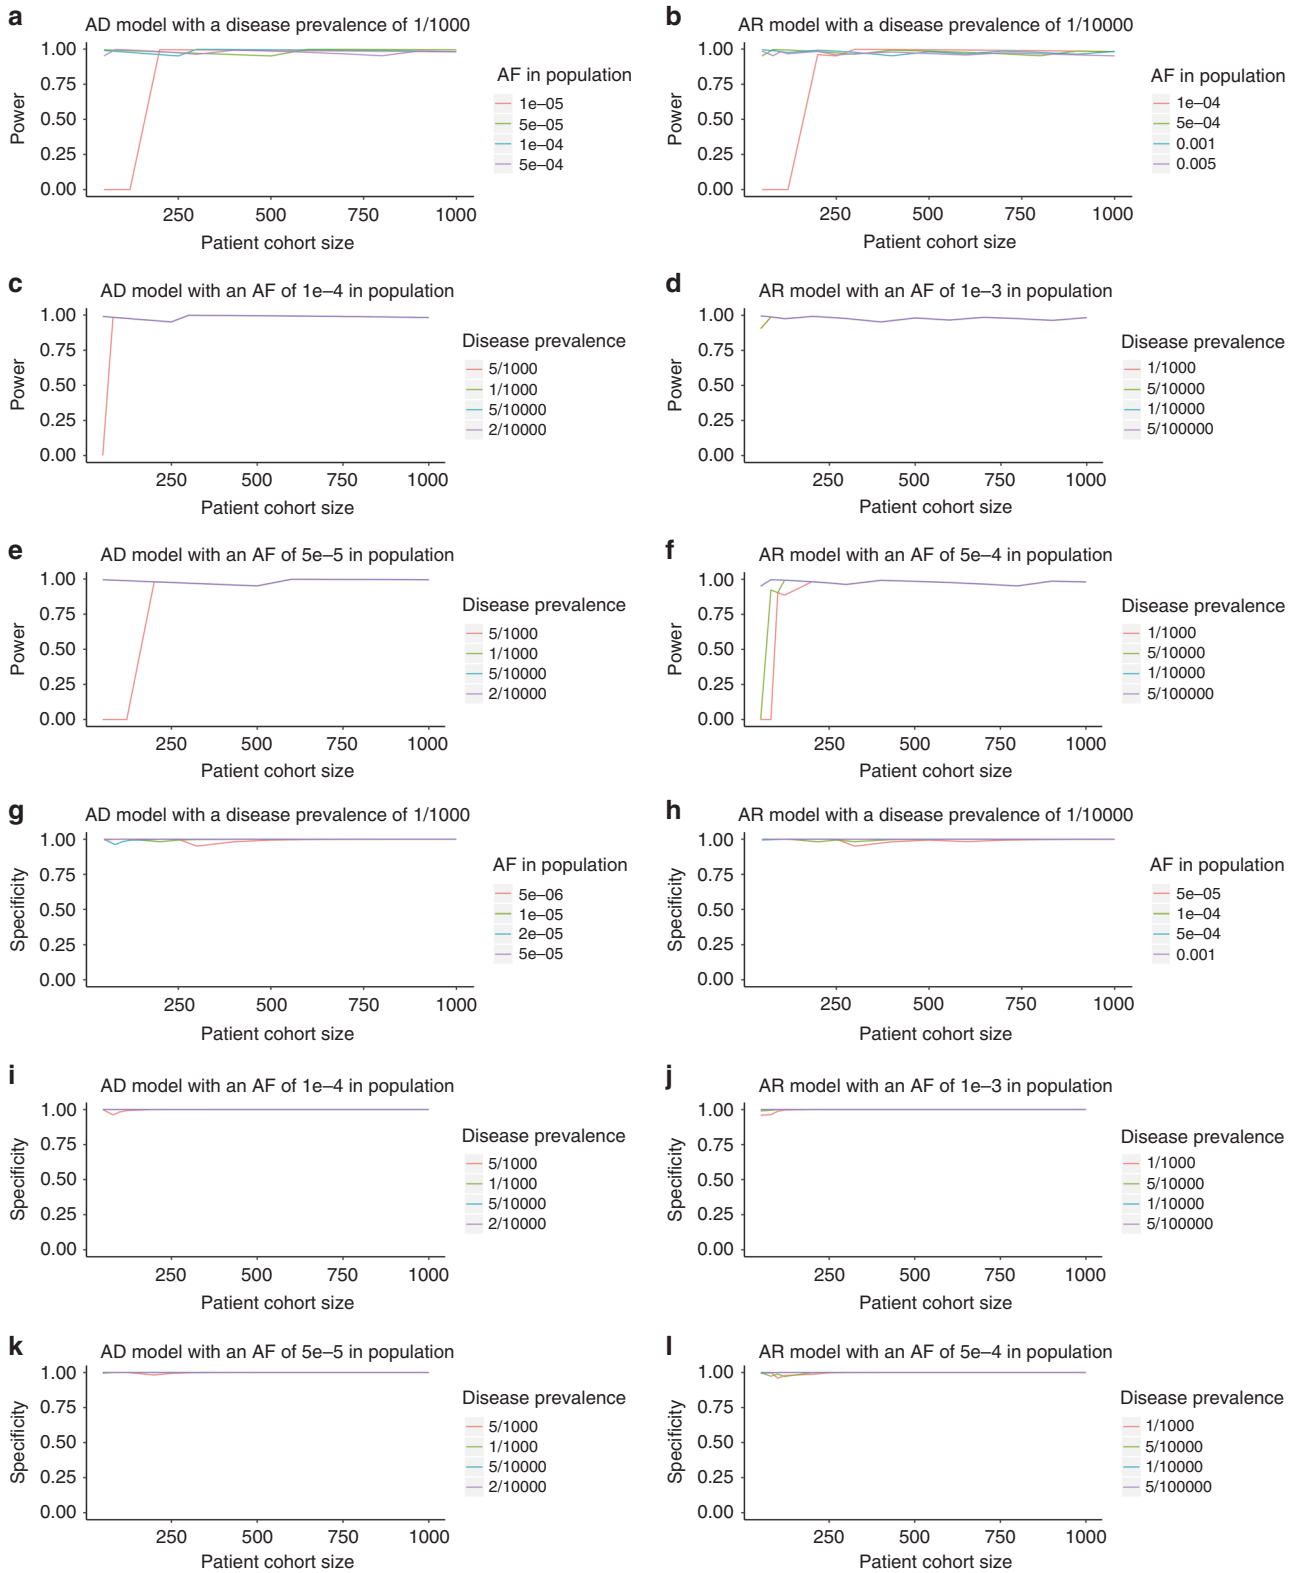 a
AD model with a disease prevalence of 1/1000
1.00
0.75
0.50
0.25
0.00
Power
250 500 750 1000
Patient cohort size
AF in population
1e–05
5e–05
1e–04
5e–04
b
AR model with a disease prevalence of 1/10000
1.00
0.75
0.50
0.25
0.00
Power
250 500 750 1000
Patient cohort size
AF in population
1e–04
5e–04
0.001
0.005
c
AD model with an AF of 1e–4 in population
1.00
0.75
0.50
0.25
0.00
Power
250 500 750 1000
Patient cohort size
Disease prevalence
5/1000
1/1000
5/10000
2/10000
d
AR model with an AF of 1e–3 in population
1.00
0.75
0.50
0.25
0.00
Power
250 500 750 1000
Patient cohort size
Disease prevalence
1/1000
5/10000
1/10000
5/100000
e
AD model with an AF of 5e–5 in population
1.00
0.75
0.50
0.25
0.00
Power
250 500 750 1000
Patient cohort size
Disease prevalence
5/1000
1/1000
5/10000
2/10000
f
AR model with an AF of 5e–4 in population
1.00
0.75
0.50
0.25
0.00
Power
250 500 750 1000
Patient cohort size
Disease prevalence
1/1000
5/10000
1/10000
5/100000
g
AD model with a disease prevalence of 1/1000
1.00
0.75
0.50
0.25
0.00
Specificity
250 500 750 1000
Patient cohort size
AF in population
5e–06
1e–05
2e–05
5e–05
h
AR model with a disease prevalence of 1/10000
1.00
0.75
0.50
0.25
0.00
Specificity
250 500 750 1000
Patient cohort size
AF in population
5e–05
1e–04
5e–04
0.001
i
AD model with an AF of 1e–4 in population
1.00
0.75
0.50
0.25
0.00
Specificity
250 500 750 1000
Patient cohort size
Disease prevalence
5/1000
1/1000
5/10000
2/10000
j
AR model with an AF of 1e–3 in population
1.00
0.75
0.50
0.25
0.00
Specificity
250 500 750 1000
Patient cohort size
Disease prevalence
1/1000
5/10000
1/10000
5/100000
k
AD model with an AF of 5e–5 in population
1.00
0.75
0.50
0.25
0.00
Specificity
250 500 750 1000
Patient cohort size
Disease prevalence
5/1000
1/1000
5/10000
2/10000
l
AR model with an AF of 5e–4 in population
1.00
0.75
0.50
0.25
0.00
Specificity
250 500 750 1000
Patient cohort size
Disease prevalence
1/1000
5/10000
1/10000
5/100000